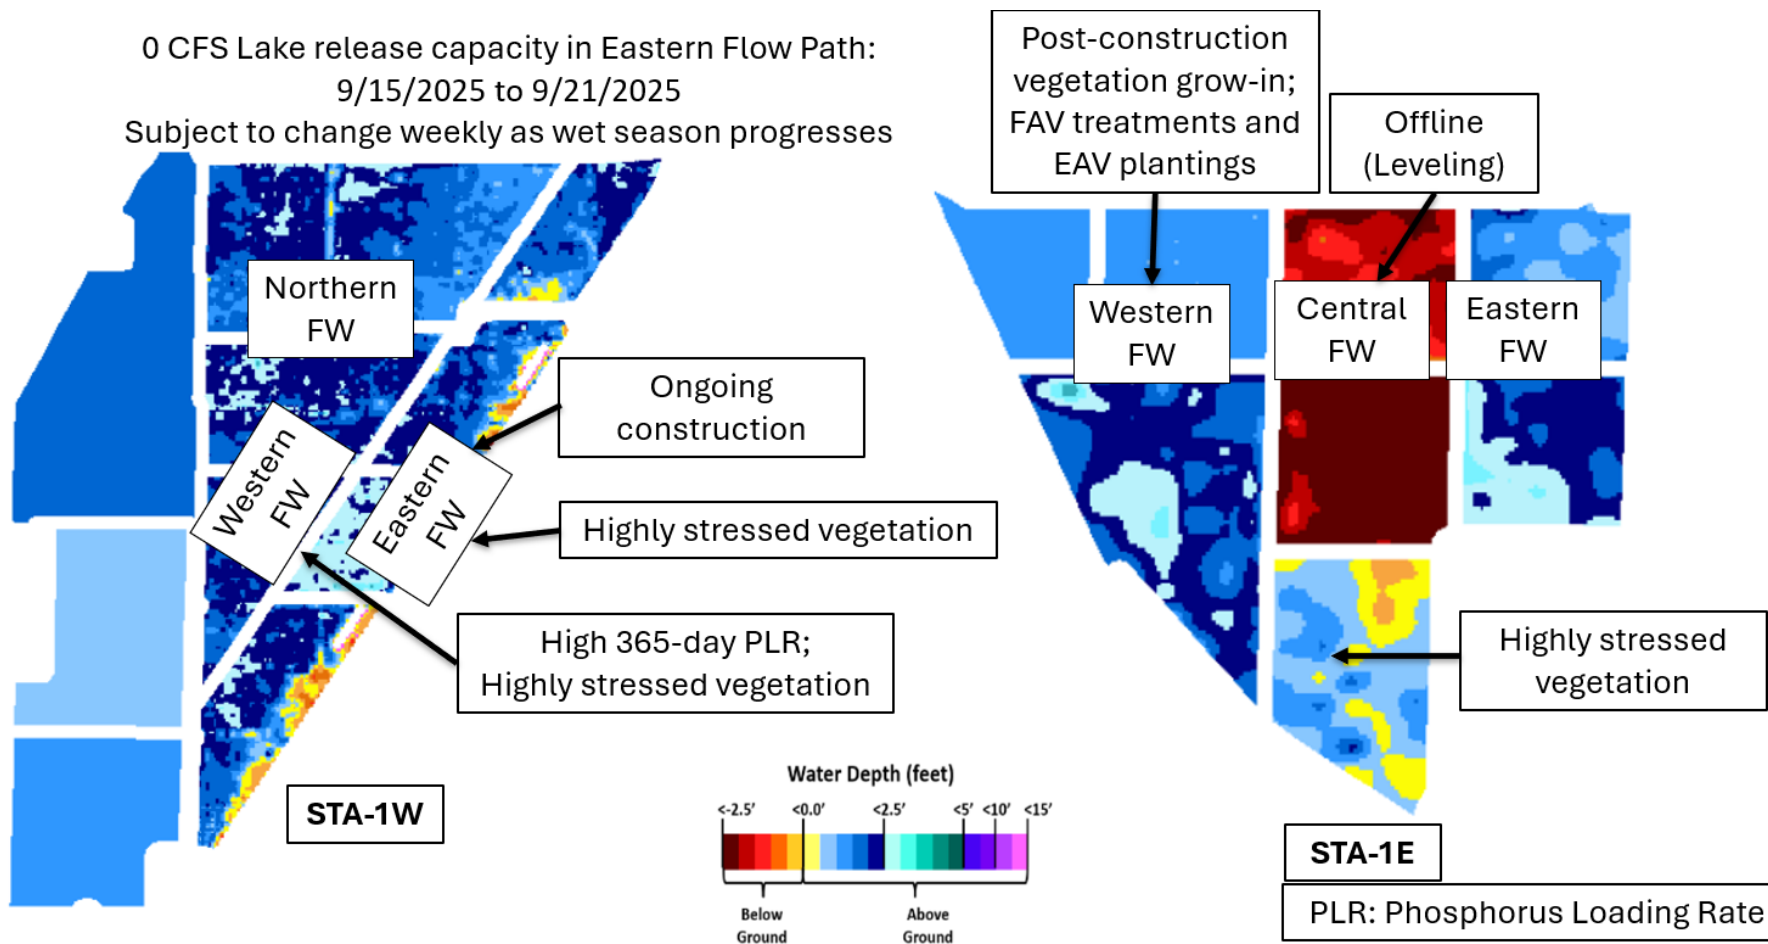 0 CFS Lake release capacity in Eastern Flow Path:
9/15/2025 to 9/21/2025
Subject to change weekly as wet season progresses
Post-construction
vegetation grow-in;
FAV treatments and
EAV plantings
Offline
(Leveling)
Northern
FW
Western
FW
Central
FW
Eastern
FW
Ongoing
construction
Western
FW
Eastern
FW
Highly stressed vegetation
High 365-day PLR;
Highly stressed vegetation
Highly stressed
vegetation
STA-1W
Water Depth (feet)
<-2.5' <0.0' <2.5' <5' <10' <15'
Below
Ground
Above
Ground
STA-1E
PLR: Phosphorus Loading Rate